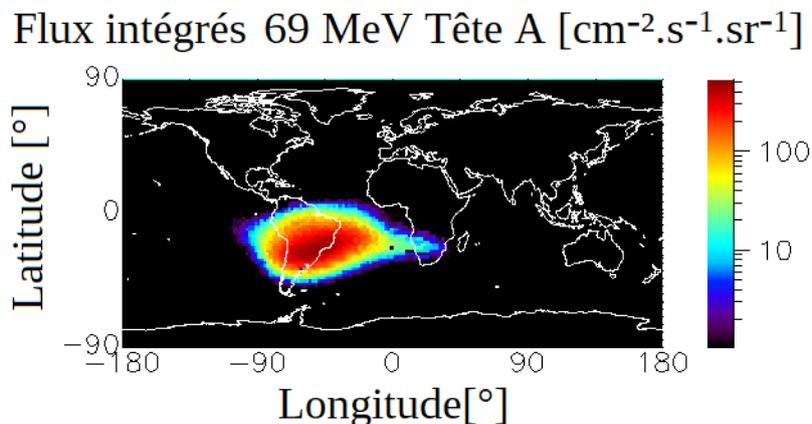 Flux intégrés 69 MeV Tête A [cm⁻².s⁻¹.sr⁻¹]
Latitude [°]
90
0
−90
−180 −90 0 90 180
Longitude[°]
100
10